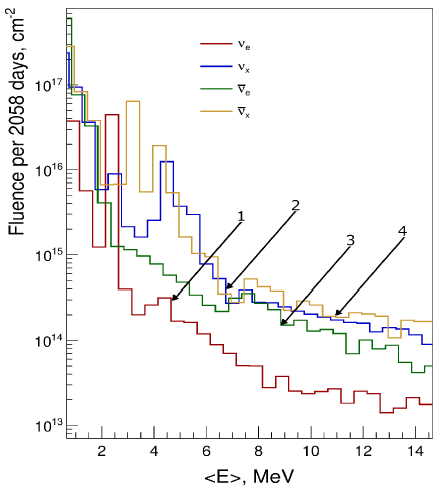 Fluence per 2058 days, cm⁻²
10¹⁷
10¹⁶
10¹⁵
10¹⁴
10¹³
νₑ
νₓ
ν̅ₑ
ν̅ₓ
1
2
3
4
2 4 6 8 10 12 14
<E>, MeV